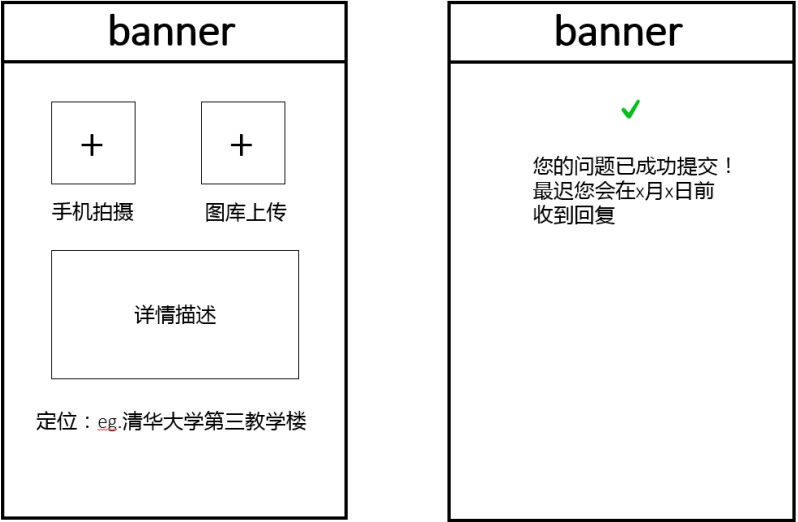 banner
+ +
手机拍摄 图库上传
详情描述
定位：eg.清华大学第三教学楼
banner
您的问题已成功提交！
最迟您会在x月x日前
收到回复